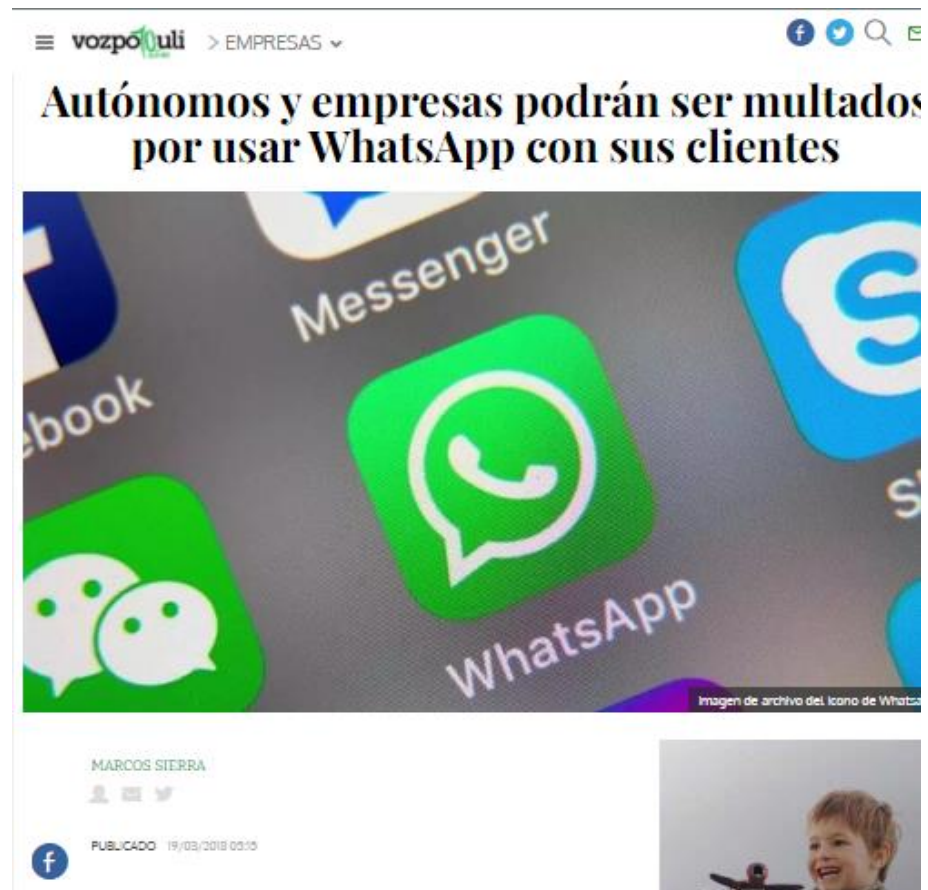 vozpópuli > EMPRESAS
Autónomos y empresas podrán ser multados
por usar WhatsApp con sus clientes
Messenger
ebook
WhatsApp
Imagen de archivo del icono de Whatsa
MARCOS SIERRA
PUBLICADO 19/03/2018 05:15